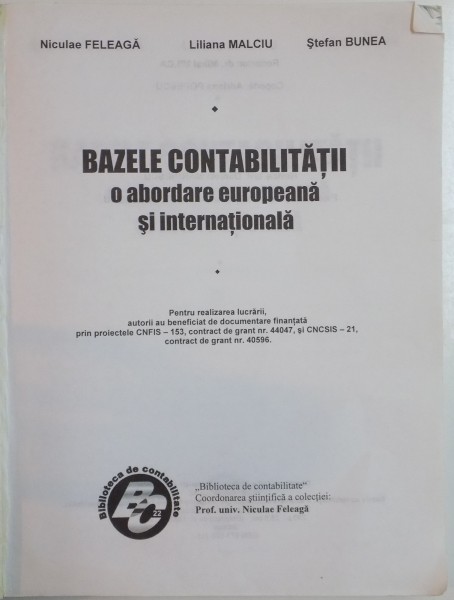 Niculae FELEAGĂ Liliana MALCIU Ştefan BUNEA
BAZELE CONTABILITĂŢII
o abordare europeană
şi internaţională
Pentru realizarea lucrării,
autorii au beneficiat de documentare finanţată
prin proiectele CNFIS – 153, contract de grant nr. 44047, şi CNCSIS – 21,
contract de grant nr. 40596.
Biblioteca de contabilitate
BC
22
„Biblioteca de contabilitate"
Coordonarea ştiinţifică a colecţiei:
Prof. univ. Niculae Feleagă